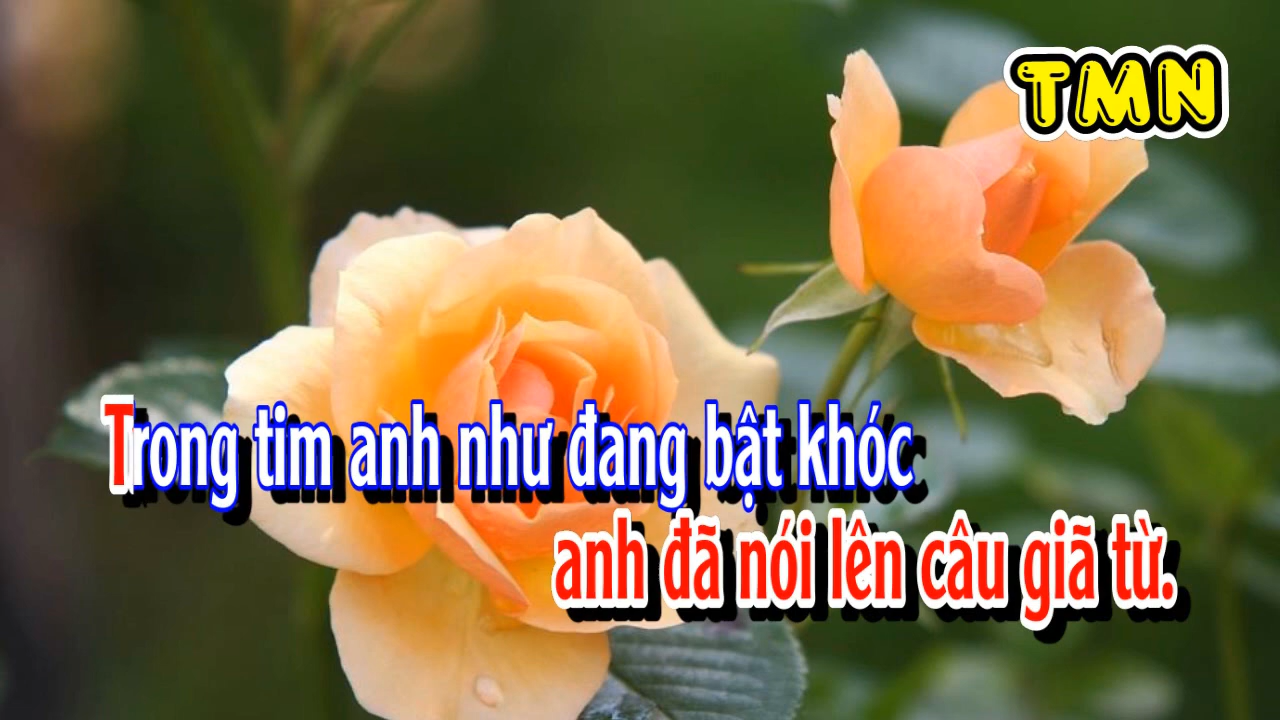 TMN
Trong tim anh như đang bật khóc
anh đã nói lên câu giã từ.